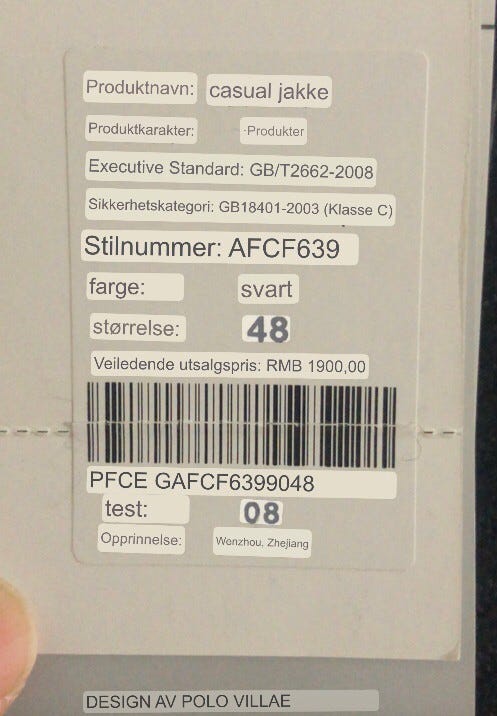 Produktnavn: casual jakke
Produktkarakter: ·Produkter
Executive Standard: GB/T2662-2008
Sikkerhetskategori: GB18401-2003 (Klasse C)
Stilnummer: AFCF639
farge: svart
størrelse: 48
Veiledende utsalgspris: RMB 1900,00
PFCE GAFCF6399048
test: 08
Opprinnelse: Wenzhou, Zhejiang
DESIGN AV POLO VILLAE